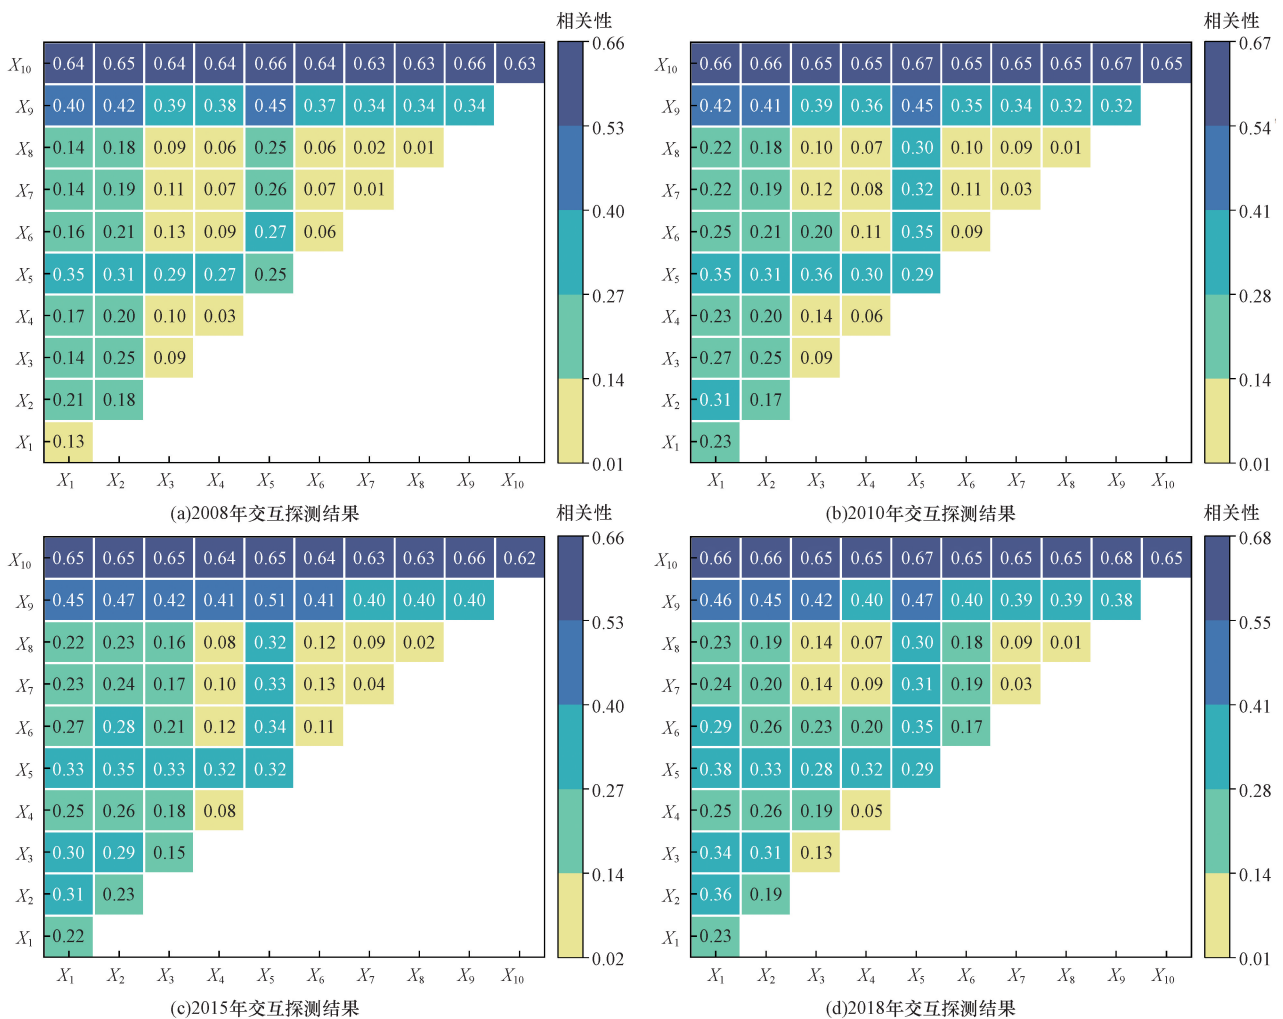 相关性
X10 0.64 0.65 0.64 0.64 0.66 0.64 0.63 0.63 0.66 0.63 0.66
X9 0.40 0.42 0.39 0.38 0.45 0.37 0.34 0.34 0.34 0.53
X8 0.14 0.18 0.09 0.06 0.25 0.06 0.02 0.01
X7 0.14 0.19 0.11 0.07 0.26 0.07 0.01 0.40
X6 0.16 0.21 0.13 0.09 0.27 0.06
X5 0.35 0.31 0.29 0.27 0.25 0.27
X4 0.17 0.20 0.10 0.03
X3 0.14 0.25 0.09 0.14
X2 0.21 0.18
X1 0.13 0.01
X1 X2 X3 X4 X5 X6 X7 X8 X9 X10
(a)2008年交互探测结果
相关性
X10 0.66 0.66 0.65 0.65 0.67 0.65 0.65 0.65 0.67 0.65 0.67
X9 0.42 0.41 0.39 0.36 0.45 0.35 0.34 0.32 0.32 0.54
X8 0.22 0.18 0.10 0.07 0.30 0.10 0.09 0.01
X7 0.22 0.19 0.12 0.08 0.32 0.11 0.03 0.41
X6 0.25 0.21 0.20 0.11 0.35 0.09
X5 0.35 0.31 0.36 0.30 0.29 0.28
X4 0.23 0.20 0.14 0.06
X3 0.27 0.25 0.09 0.14
X2 0.31 0.17
X1 0.23 0.01
X1 X2 X3 X4 X5 X6 X7 X8 X9 X10
(b)2010年交互探测结果
相关性
X10 0.65 0.65 0.65 0.64 0.65 0.64 0.63 0.63 0.66 0.62 0.66
X9 0.45 0.47 0.42 0.41 0.51 0.41 0.40 0.40 0.40 0.53
X8 0.22 0.23 0.16 0.08 0.32 0.12 0.09 0.02
X7 0.23 0.24 0.17 0.10 0.33 0.13 0.04 0.40
X6 0.27 0.28 0.21 0.12 0.34 0.11
X5 0.33 0.35 0.33 0.32 0.32 0.27
X4 0.25 0.26 0.18 0.08
X3 0.30 0.29 0.15 0.14
X2 0.31 0.23
X1 0.22 0.02
X1 X2 X3 X4 X5 X6 X7 X8 X9 X10
(c)2015年交互探测结果
相关性
X10 0.66 0.66 0.65 0.65 0.67 0.65 0.65 0.65 0.68 0.65 0.68
X9 0.46 0.45 0.42 0.40 0.47 0.40 0.39 0.39 0.38 0.55
X8 0.23 0.19 0.14 0.07 0.30 0.18 0.09 0.01
X7 0.24 0.20 0.14 0.09 0.31 0.19 0.03 0.41
X6 0.29 0.26 0.23 0.20 0.35 0.17
X5 0.38 0.33 0.28 0.32 0.29 0.28
X4 0.25 0.26 0.19 0.05
X3 0.34 0.31 0.13 0.14
X2 0.36 0.19
X1 0.23 0.01
X1 X2 X3 X4 X5 X6 X7 X8 X9 X10
(d)2018年交互探测结果